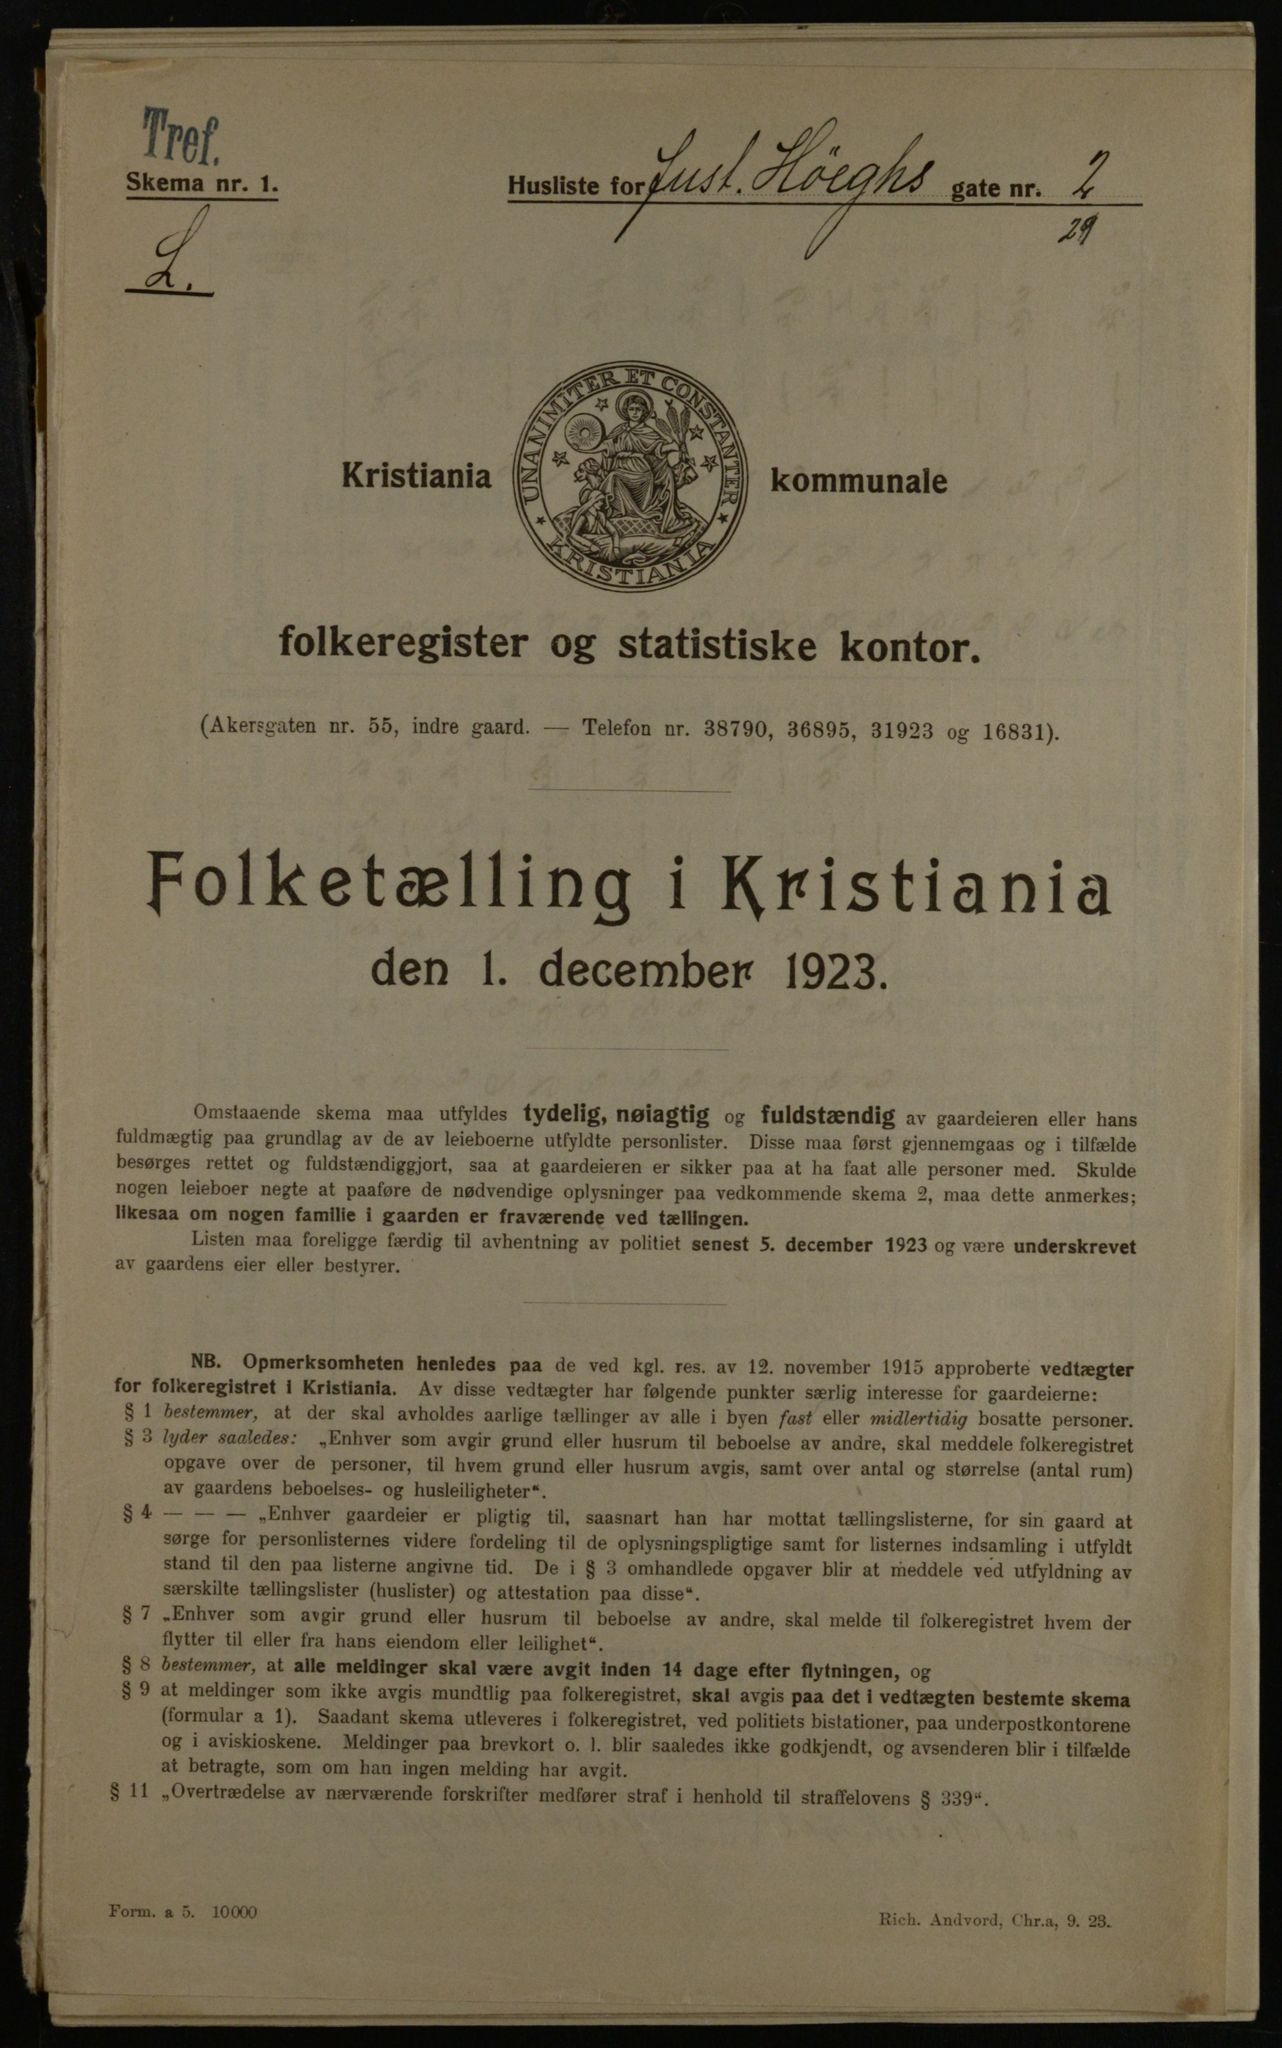 Tref.
Skema nr. 1.
Husliste for Just. Höeghs gate nr. 2
29
L.
UNANIMITER ET CONSTANTER
KRISTIANIA
Kristiania kommunale
folkeregister og statistiske kontor.
(Akersgaten nr. 55, indre gaard. — Telefon nr. 38790, 36895, 31923 og 16831).
Folketælling i Kristiania
den 1. december 1923.
Omstaaende skema maa utfyldes tydelig, nøiagtig og fuldstændig av gaardeieren eller hans
fuldmægtig paa grundlag av de av leieboerne utfyldte personlister. Disse maa først gjennemgaas og i tilfælde
besørges rettet og fuldstændiggjort, saa at gaardeieren er sikker paa at ha faat alle personer med. Skulde
nogen leieboer negte at paaføre de nødvendige oplysninger paa vedkommende skema 2, maa dette anmerkes;
likesaa om nogen familie i gaarden er fraværende ved tællingen.
Listen maa foreligge færdig til avhentning av politiet senest 5. december 1923 og være underskrevet
av gaardens eier eller bestyrer.
NB. Opmerksomheten henledes paa de ved kgl. res. av 12. november 1915 approberte vedtægter
for folkeregistret i Kristiania. Av disse vedtægter har følgende punkter særlig interesse for gaardeierne:
§ 1 bestemmer, at der skal avholdes aarlige tællinger av alle i byen fast eller midlertidig bosatte personer.
§ 3 lyder saaledes: „Enhver som avgir grund eller husrum til beboelse av andre, skal meddele folkeregistret
opgave over de personer, til hvem grund eller husrum avgis, samt over antal og størrelse (antal rum)
av gaardens beboelses- og husleiligheter“.
§ 4 — — — „Enhver gaardeier er pligtig til, saasnart han har mottat tællingslisterne, for sin gaard at
sørge for personlisternes videre fordeling til de oplysningspligtige samt for listernes indsamling i utfyldt
stand til den paa listerne angivne tid. De i § 3 omhandlede opgaver blir at meddele ved utfyldning av
særskilte tællingslister (huslister) og attestation paa disse“.
§ 7 „Enhver som avgir grund eller husrum til beboelse av andre, skal melde til folkeregistret hvem der
flytter til eller fra hans eiendom eller leilighet“.
§ 8 bestemmer, at alle meldinger skal være avgit inden 14 dage efter flytningen, og
§ 9 at meldinger som ikke avgis mundtlig paa folkeregistret, skal avgis paa det i vedtægten bestemte skema
(formular a 1). Saadant skema utleveres i folkeregistret, ved politiets bistationer, paa underpostkontorene
og i aviskioskene. Meldinger paa brevkort o. l. blir saaledes ikke godkjendt, og avsenderen blir i tilfælde
at betragte, som om han ingen melding har avgit.
§ 11 „Overtrædelse av nærværende forskrifter medfører straf i henhold til straffelovens § 339“.
Form. a 5. 10000
Rich. Andvord, Chr.a, 9. 23.